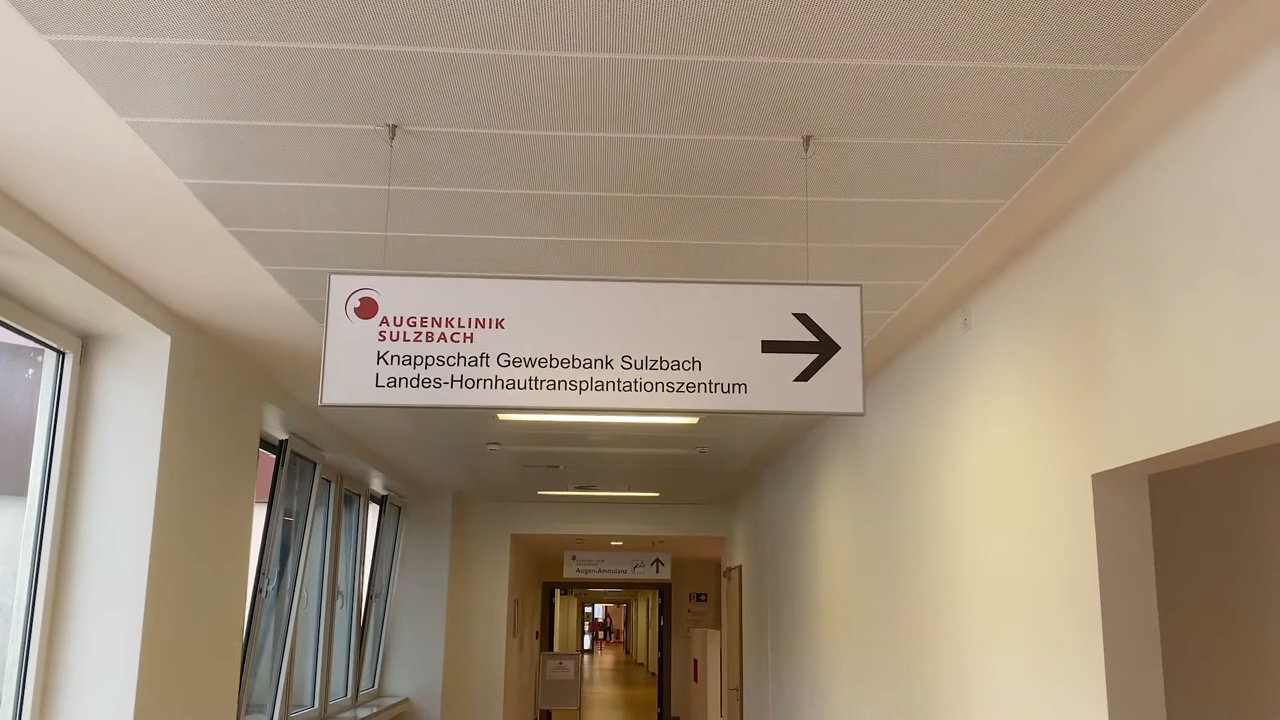 AUGENKLINIK
SULZBACH
Knappschaft Gewebebank Sulzbach
Landes-Hornhauttransplantationszentrum
Augen-Ambulanz